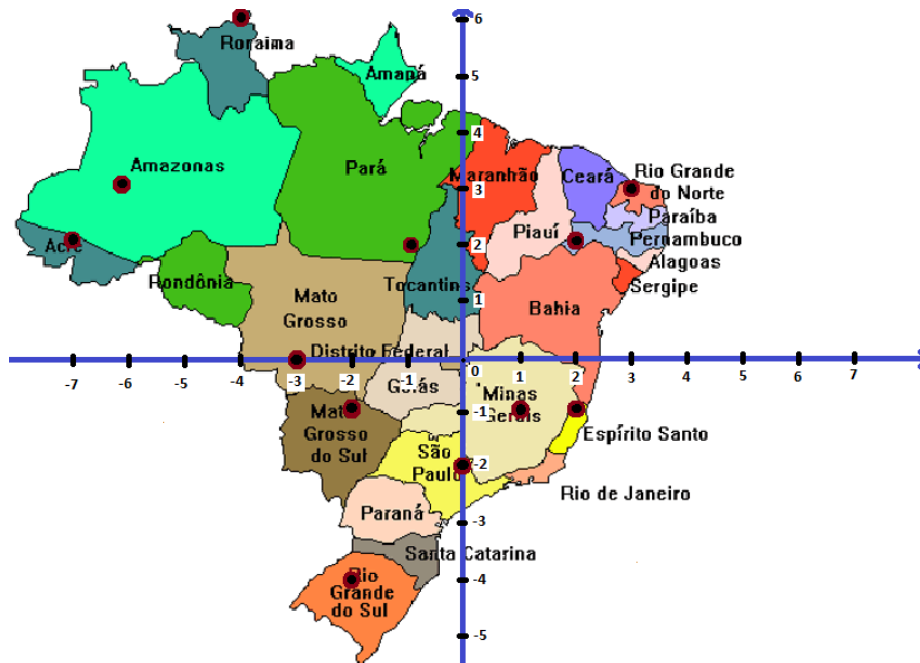 6
Roraima
5
Amapá
4
Amazonas
Pará
Maranhão
Ceará
Rio Grande
do Norte
3
Paraíba
Piauí
Pernambuco
Acre
2
Alagoas
Rondônia
Tocantins
Sergipe
Mato
Grosso
1
Bahia
Distrito Federal
-7 -6 -5 -4 -3 -2 -1 0 1 2 3 4 5 6 7 8
Goiás
Minas
Gerais
-1
Mato
Grosso
do Sul
Espírito Santo
São
Paulo
-2
Rio de Janeiro
Paraná
-3
Santa Catarina
Rio
Grande
do Sul
-4
-5